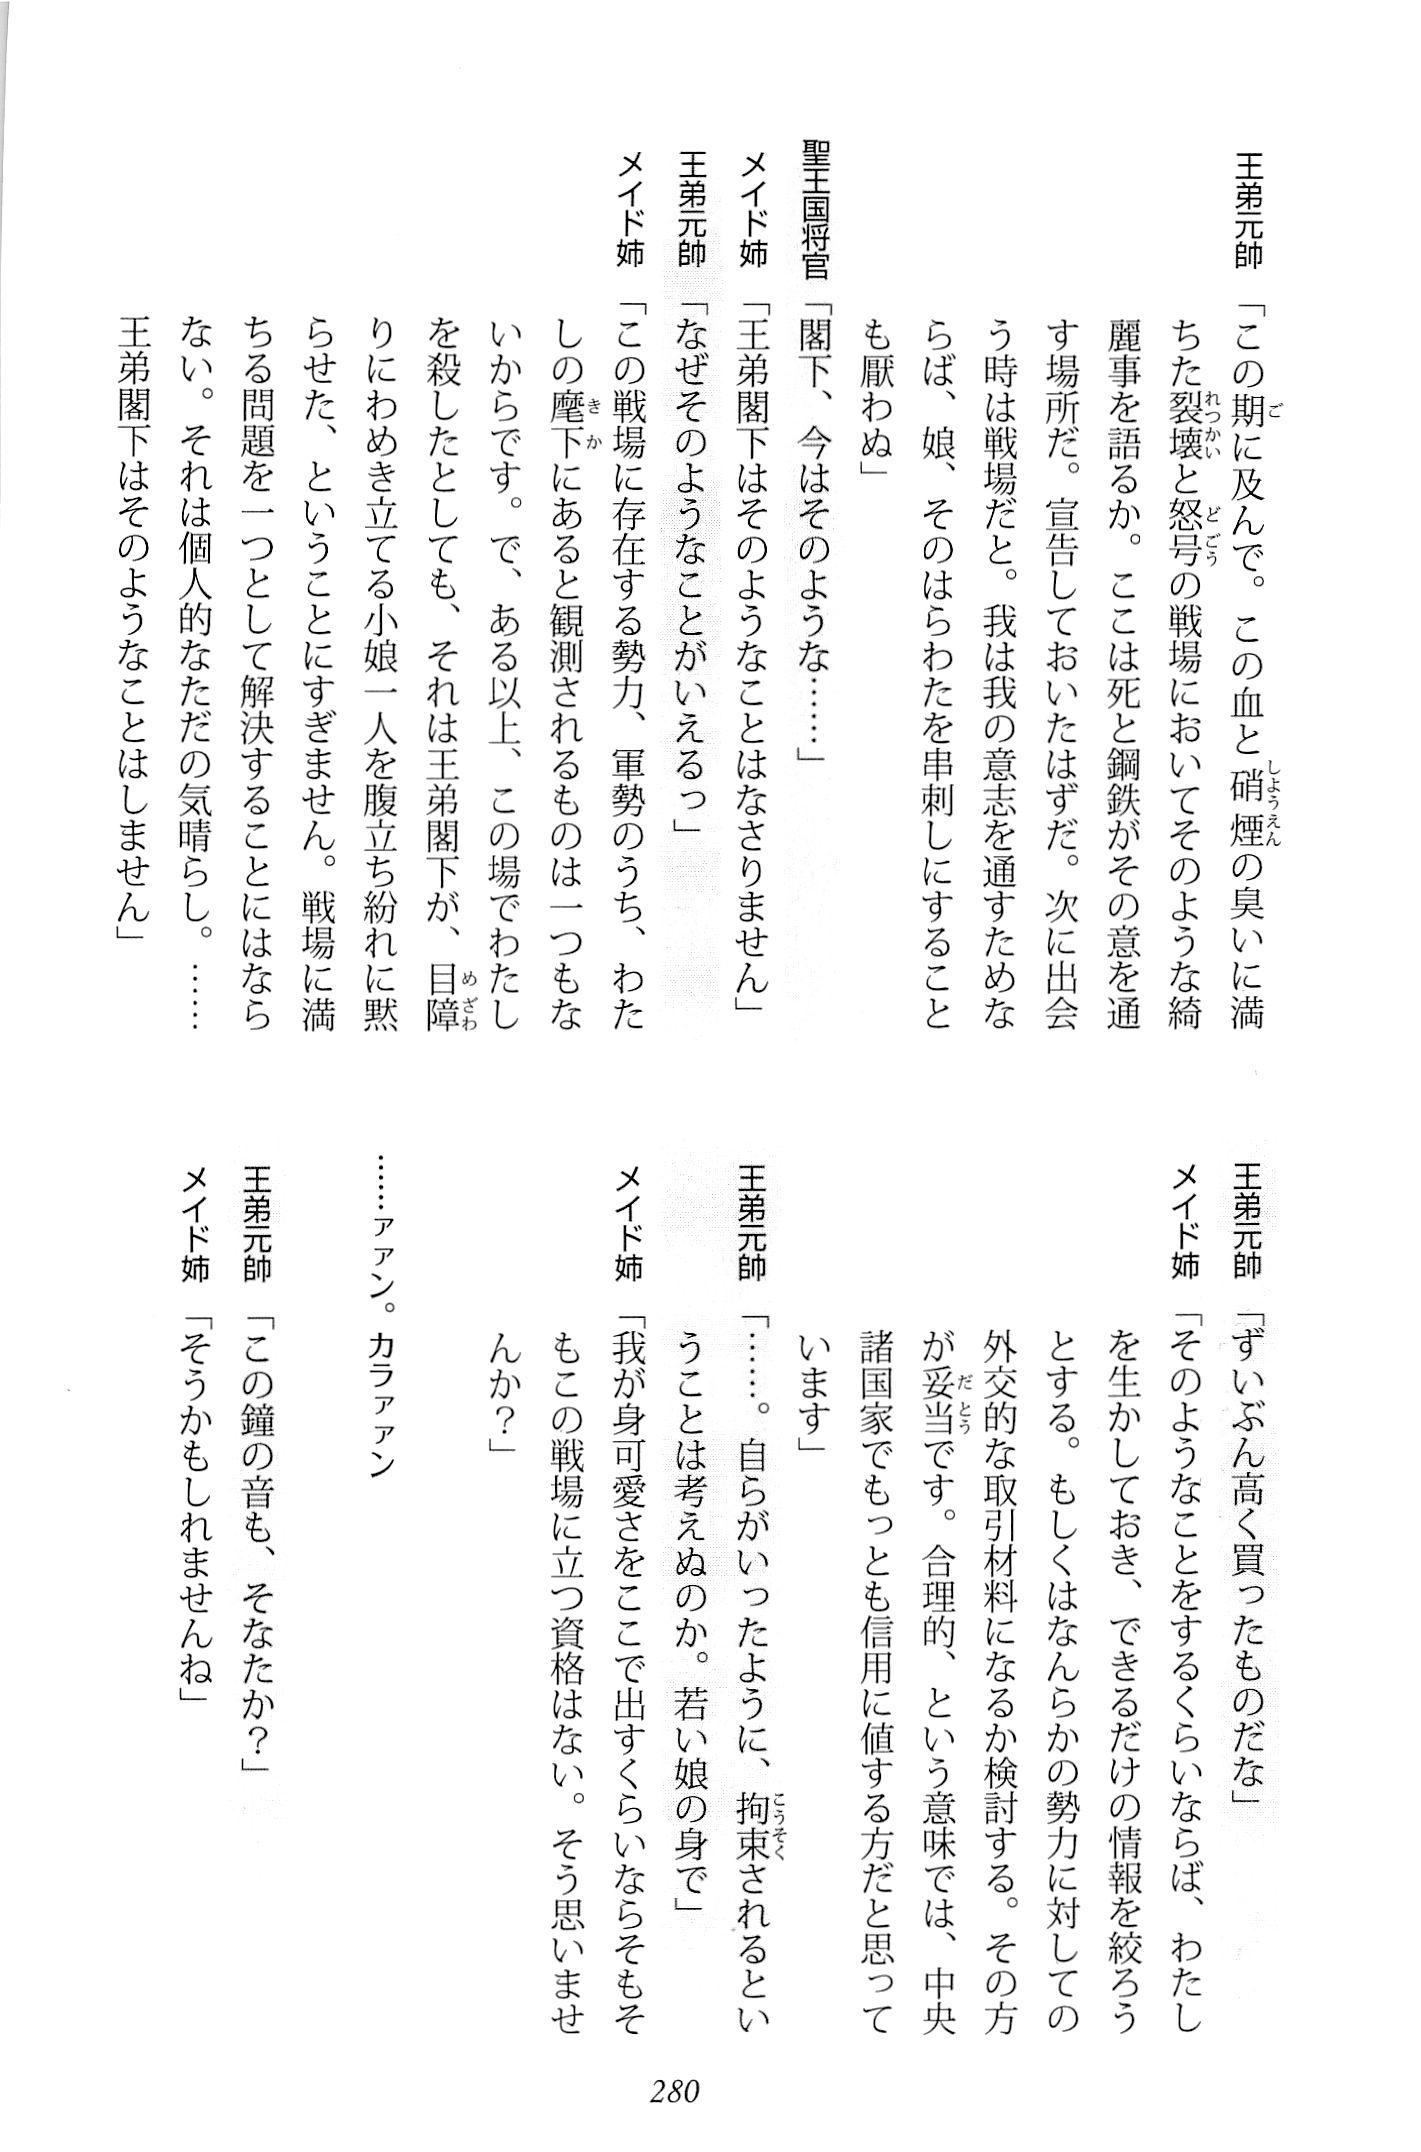 王弟元帥「この期に及んで。この血と硝煙の臭いに満
ちた裂壊と怒号の戦場においてそのような綺
麗事を語るか。ここは死と鋼鉄がその意を通
す場所だ。宣告しておいたはずだ。次に出会
う時は戦場だと。我は我の意志を通すためな
らば、娘、そのはらわたを串刺しにすること
も厭わぬ」
聖王国将官「閣下、今はそのような……」
メイド姉「王弟閣下はそのようなことはなさりません」
王弟元帥「なぜそのようなことがいえるっ」
メイド姉「この戦場に存在する勢力、軍勢のうち、わた
しの麾下にあると観測されるものは一つもな
いからです。で、ある以上、この場でわたし
を殺したとしても、それは王弟閣下が、目障
りにわめき立てる小娘一人を腹立ち紛れに黙
らせた、ということにすぎません。戦場に満
ちる問題を一つとして解決することにはなら
ない。それは個人的なただの気晴らし。……
王弟閣下はそのようなことはしません」
王弟元帥「ずいぶん高く買ったものだな」
メイド姉「そのようなことをするくらいならば、わたし
を生かしておき、できるだけの情報を絞ろう
とする。もしくはなんらかの勢力に対しての
外交的な取引材料になるか検討する。その方
が妥当です。合理的、という意味では、中央
諸国家でもっとも信用に値する方だと思って
います」
王弟元帥「……。自らがいったように、拘束されるとい
うことは考えぬのか。若い娘の身で」
メイド姉「我が身可愛さをここで出すくらいならそもそ
もこの戦場に立つ資格はない。そう思いませ
んか？」
……ァァン。カラァァン
王弟元帥「この鐘の音も、そなたか？」
メイド姉「そうかもしれませんね」
280